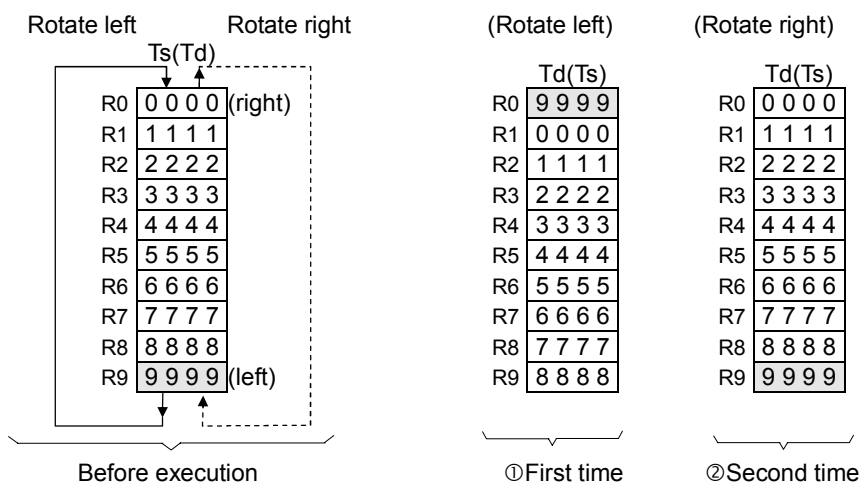 Rotate left Rotate right (Rotate left) (Rotate right)
Ts(Td) Td(Ts) Td(Ts)
R0 0 0 0 0 (right) R0 9 9 9 9 R0 0 0 0 0
R1 1 1 1 1 R1 0 0 0 0 R1 1 1 1 1
R2 2 2 2 2 R2 1 1 1 1 R2 2 2 2 2
R3 3 3 3 3 R3 2 2 2 2 R3 3 3 3 3
R4 4 4 4 4 R4 3 3 3 3 R4 4 4 4 4
R5 5 5 5 5 R5 4 4 4 4 R5 5 5 5 5
R6 6 6 6 6 R6 5 5 5 5 R6 6 6 6 6
R7 7 7 7 7 R7 6 6 6 6 R7 7 7 7 7
R8 8 8 8 8 R8 7 7 7 7 R8 8 8 8 8
R9 9 9 9 9 (left) R9 8 8 8 8 R9 9 9 9 9
Before execution ①First time ②Second time